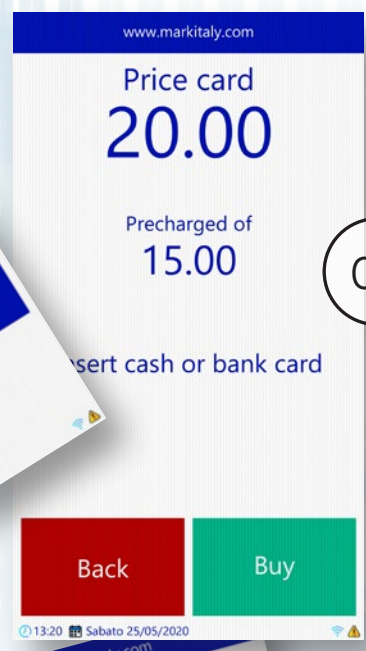 www.markitaly.com
Price card
20.00
Precharged of
15.00
sert cash or bank card
Back
Buy
13:20 Sabato 25/05/2020